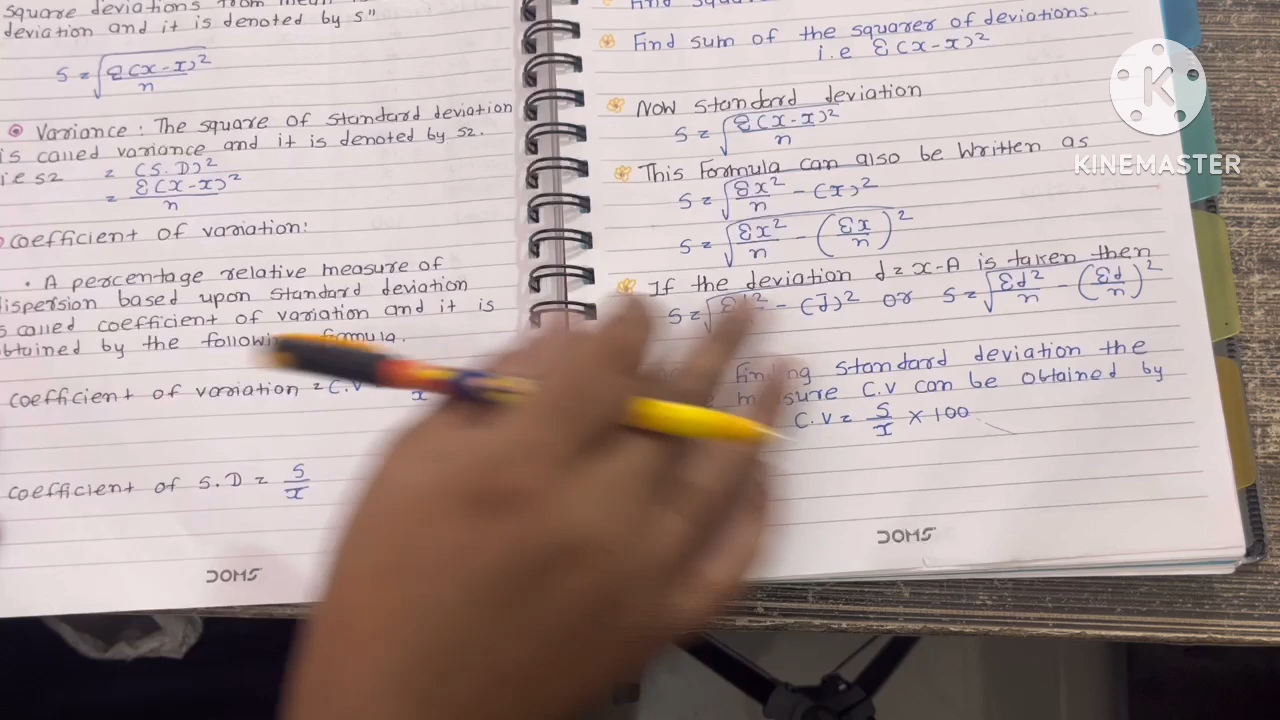 square deviations from mean is
deviation and it is denoted by s"
S = √Σ(x-x)²/n
Variance : The square of standard deviation
is called variance and it is denoted by s2.
i.e s2 = (S.D)²
= Σ(x-x)²/n
coefficient of variation:
. A percentage relative measure of
dispersion based upon standard deviation
is called coefficient of variation and it is
obtained by the following formula.
coefficient of variation = C.V x
coefficient of S.D = S/x
DOMS
Find squa
Find sum of the squarer of deviations.
i.e Σ(x-x)²
Now standard deviation
S = √Σ(x-x)²/n
This Formula can also be written as
S = √Σx²/n - (x)²
S = √Σx²/n - (Σx/n)²
If the deviation d = x-A is taken then
S = √Σd² - (d)² or S = √Σd²/n - (Σd/n)²
Finding standard deviation the
measure C.V can be obtained by
C.V = S/x × 100
DOMS
K
KINEMASTER